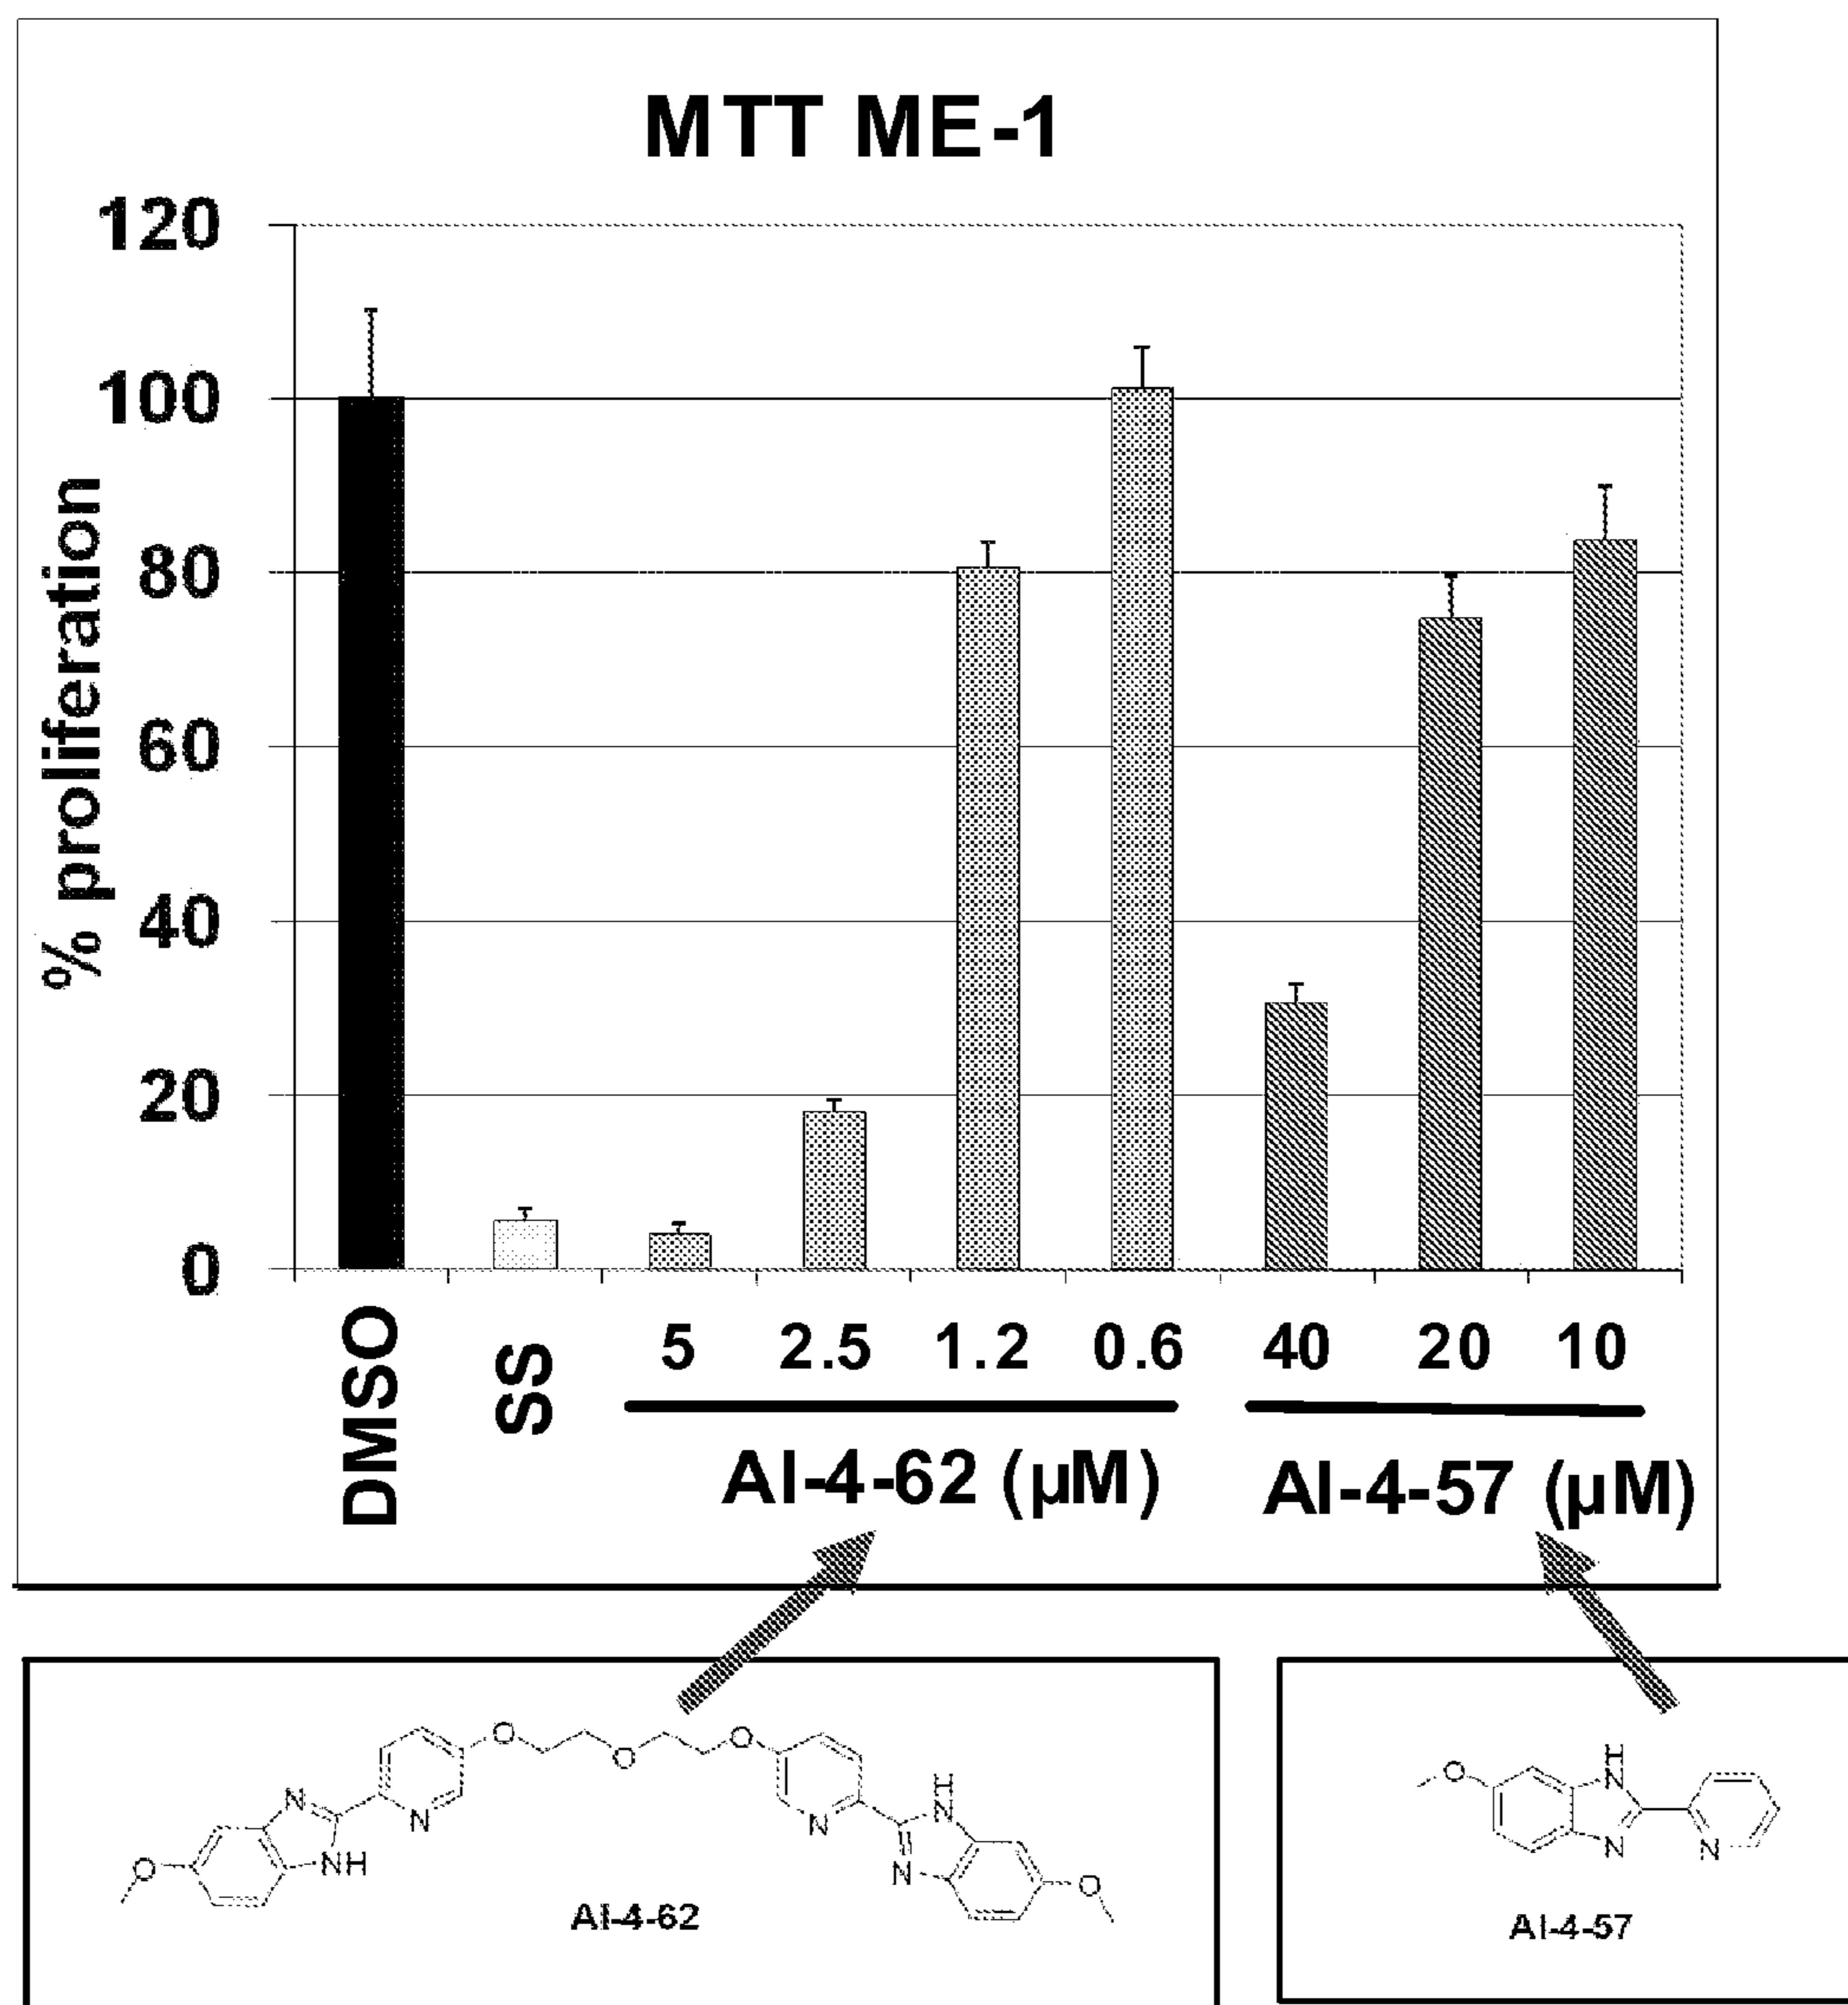 MTT ME-1
120
100
80
60
40
20
0
% proliferation
DMSO
SS
5 2.5 1.2 0.6 40 20 10
AI-4-62 (µM) AI-4-57 (µM)
O O O
N N N H N
O NH N O
AI-4-62
O H N
N N
AI-4-57